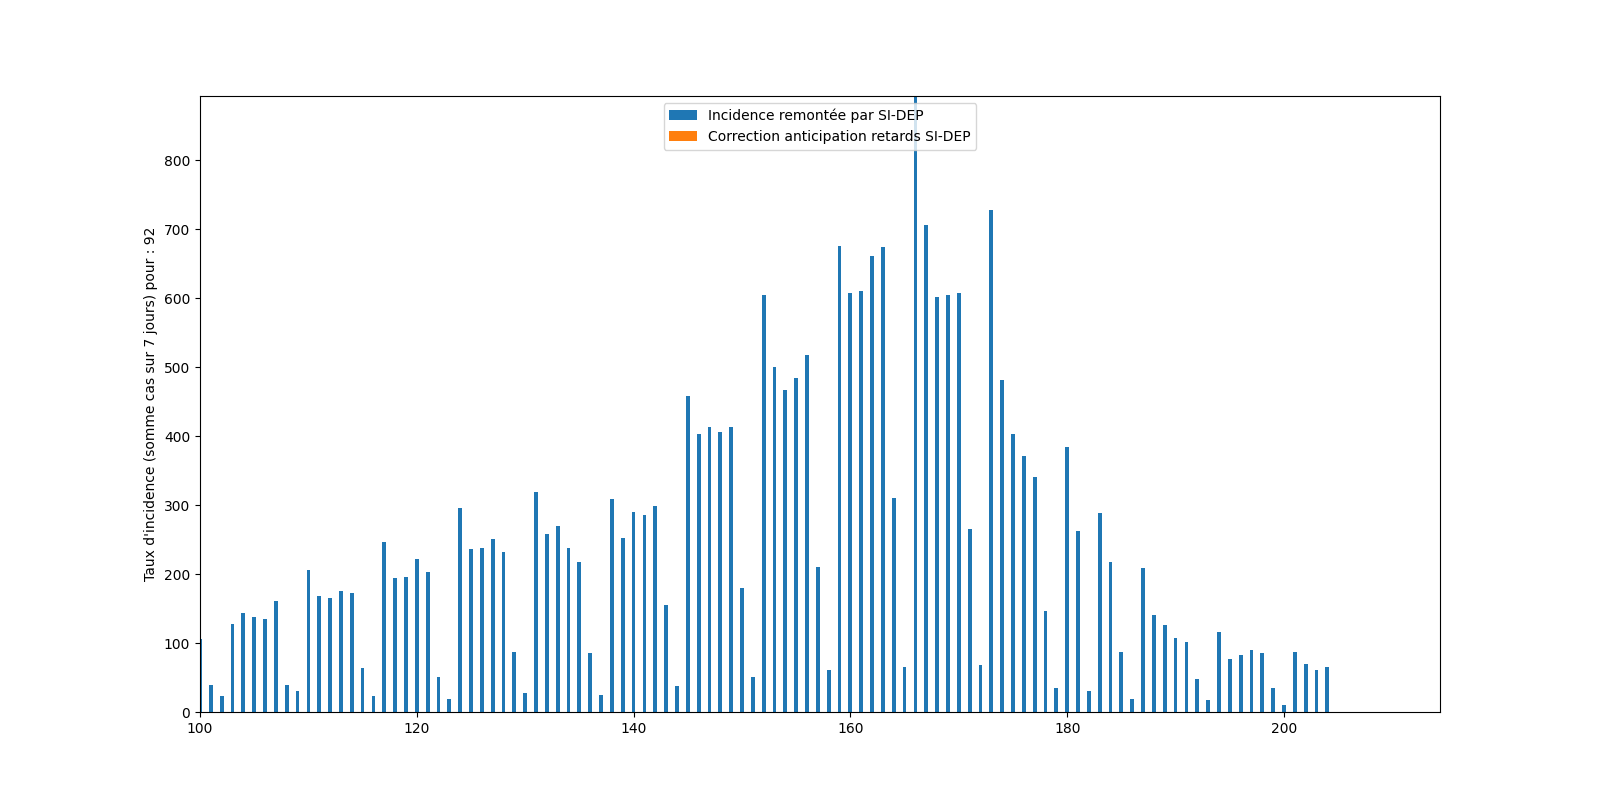 Incidence remontée par SI-DEP
Correction anticipation retards SI-DEP
Taux d'incidence (somme cas sur 7 jours) pour : 92
800
700
600
500
400
300
200
100
0
100 120 140 160 180 200